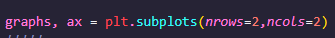 graphs, ax = plt.subplots(nrows=2,ncols=2)